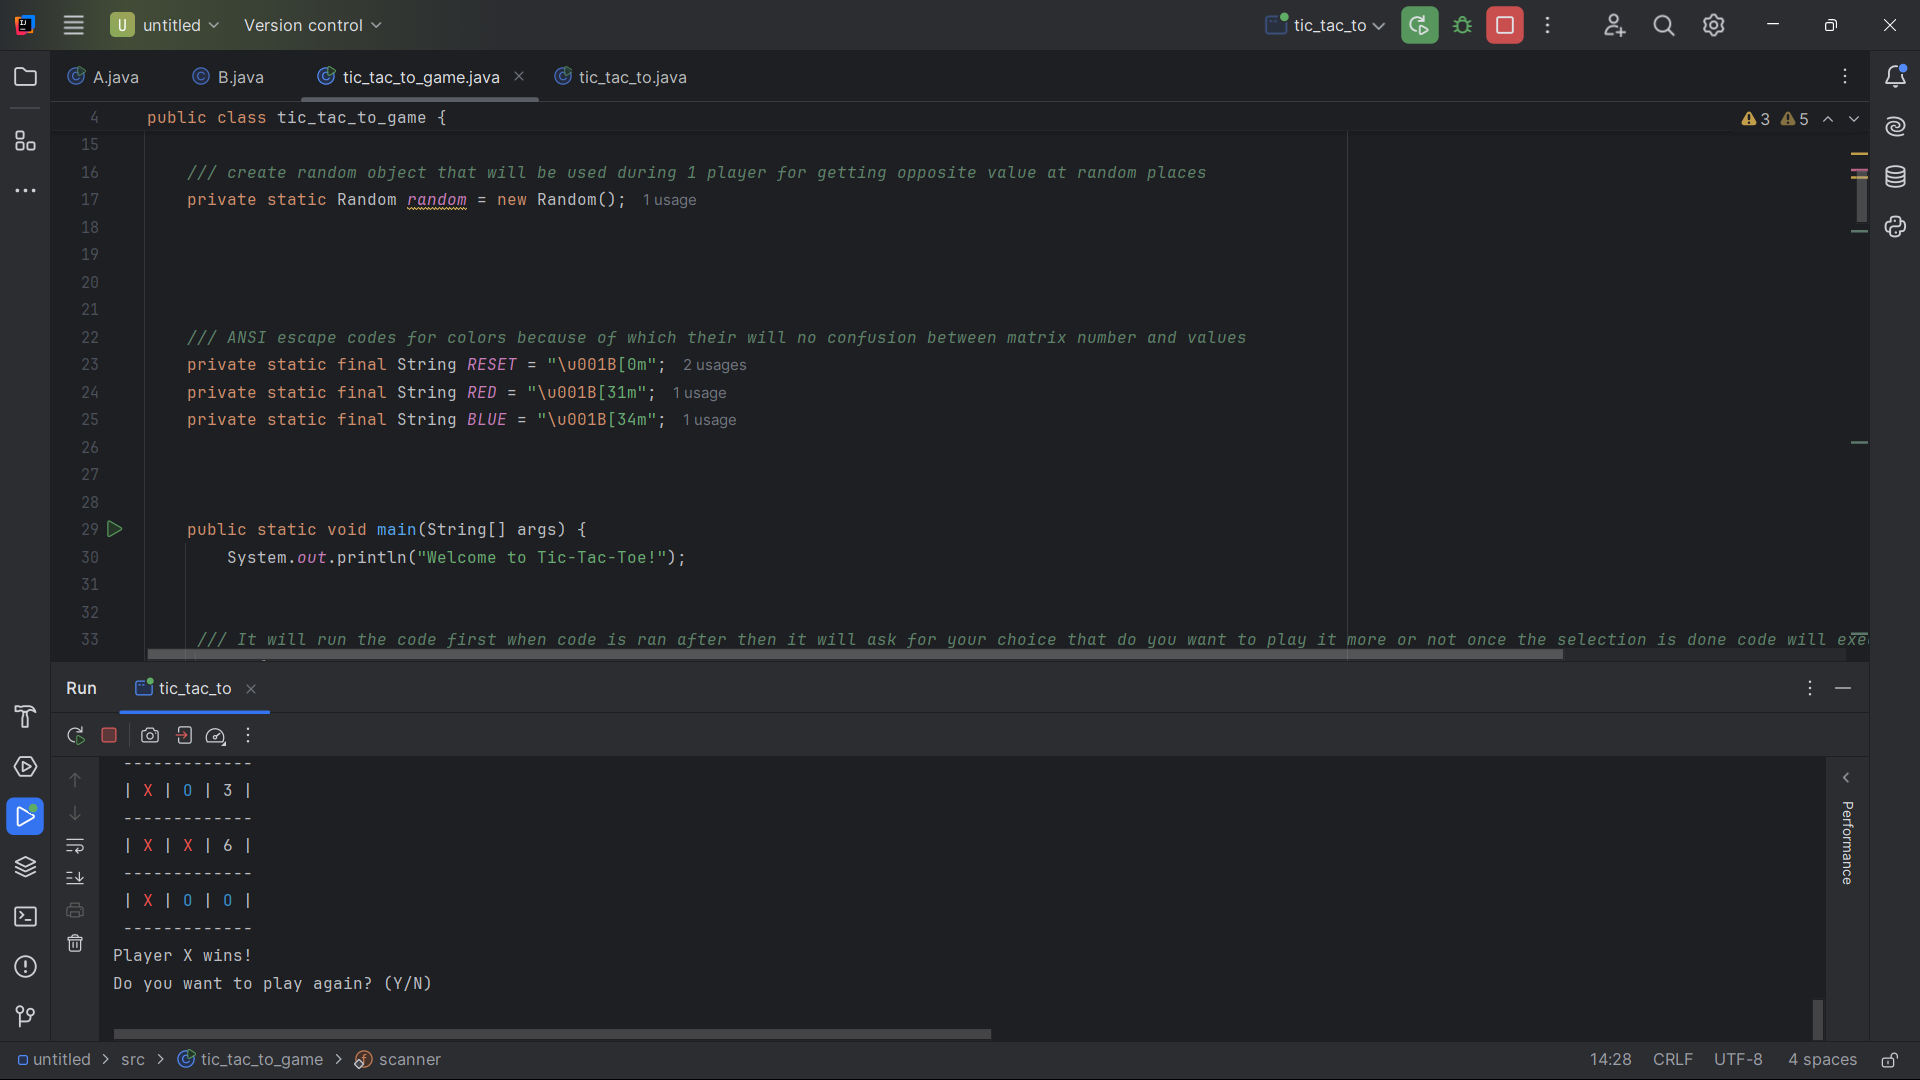 U untitled Version control tic_tac_to
A.java B.java tic_tac_to_game.java tic_tac_to.java
4 public class tic_tac_to_game { 3 5
15
16 /// create random object that will be used during 1 player for getting opposite value at random places
17 private static Random random = new Random(); 1 usage
18
19
20
21
22 /// ANSI escape codes for colors because of which their will no confusion between matrix number and values
23 private static final String RESET = "\u001B[0m"; 2 usages
24 private static final String RED = "\u001B[31m"; 1 usage
25 private static final String BLUE = "\u001B[34m"; 1 usage
26
27
28
29 public static void main(String[] args) {
30 System.out.println("Welcome to Tic-Tac-Toe!");
31
32
33 /// It will run the code first when code is ran after then it will ask for your choice that do you want to play it more or not once the selection is done code will exe
Run tic_tac_to
-------------
| X | O | 3 |
-------------
| X | X | 6 |
-------------
| X | O | O |
-------------
Player X wins!
Do you want to play again? (Y/N)
Performance
untitled > src > tic_tac_to_game > scanner 14:28 CRLF UTF-8 4 spaces